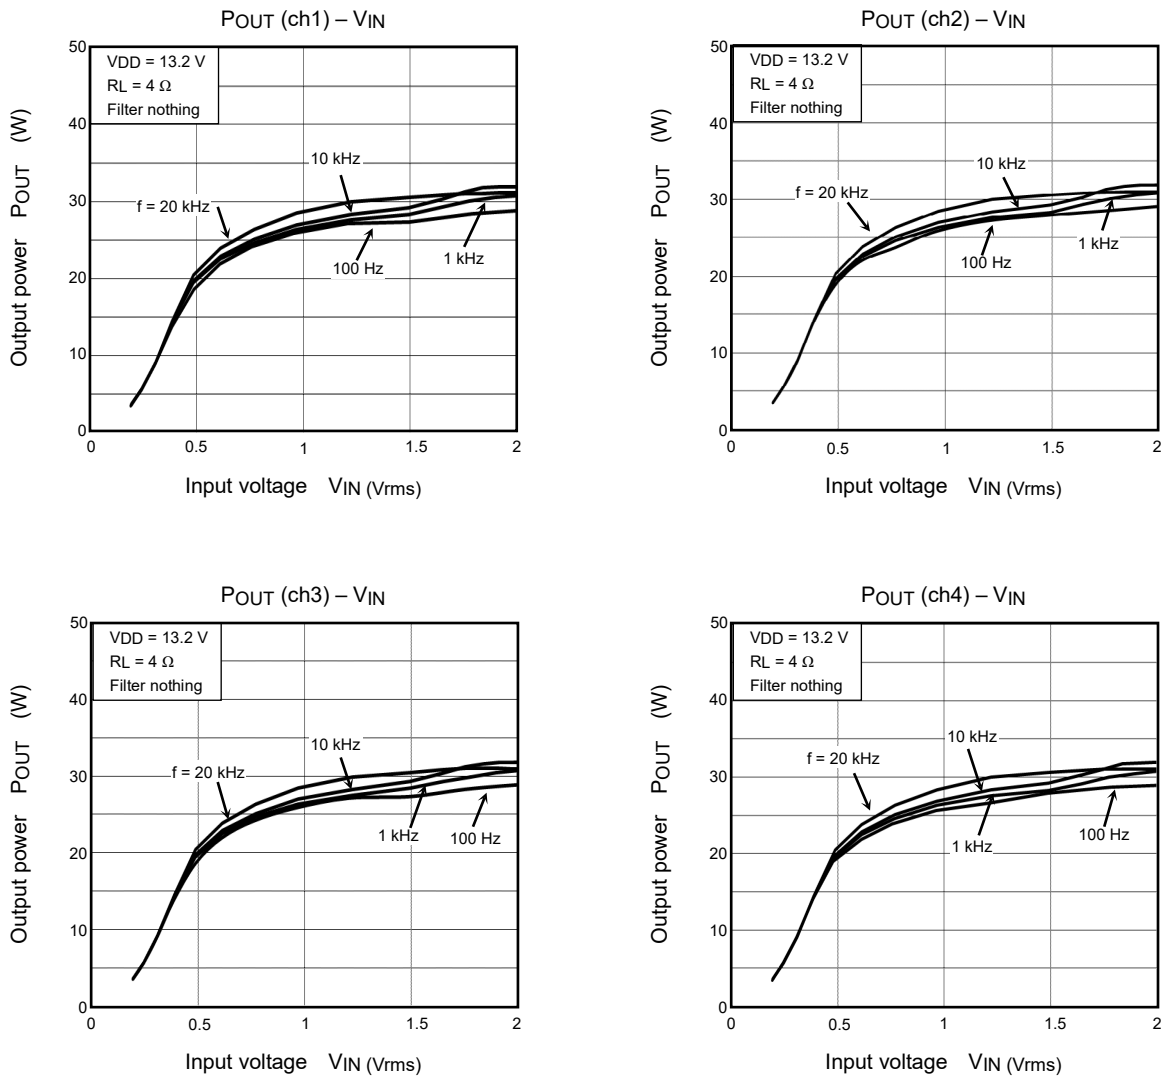 POUT (ch1) – VIN
50
40
30
20
10
0
Output power POUT (W)
VDD = 13.2 V
RL = 4 Ω
Filter nothing
10 kHz
f = 20 kHz
1 kHz
100 Hz
0
0.5
1
1.5
2
Input voltage VIN (Vrms)
POUT (ch2) – VIN
50
40
30
20
10
0
Output power POUT (W)
VDD = 13.2 V
RL = 4 Ω
Filter nothing
10 kHz
f = 20 kHz
1 kHz
100 Hz
0
0.5
1
1.5
2
Input voltage VIN (Vrms)
POUT (ch3) – VIN
50
40
30
20
10
0
Output power POUT (W)
VDD = 13.2 V
RL = 4 Ω
Filter nothing
10 kHz
f = 20 kHz
1 kHz
100 Hz
0
0.5
1
1.5
2
Input voltage VIN (Vrms)
POUT (ch4) – VIN
50
40
30
20
10
0
Output power POUT (W)
VDD = 13.2 V
RL = 4 Ω
Filter nothing
10 kHz
f = 20 kHz
100 Hz
1 kHz
0
0.5
1
1.5
2
Input voltage VIN (Vrms)